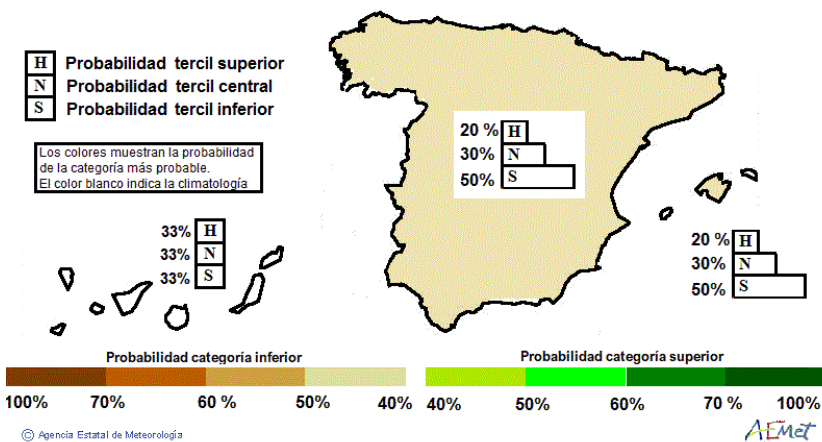 H Probabilidad tercil superior
N Probabilidad tercil central
S Probabilidad tercil inferior
Los colores muestran la probabilidad
de la categoría más probable.
El color blanco indica la climatología
20 % H
30% N
50% S
33% H
33% N
33% S
20 % H
30% N
50% S
Probabilidad categoría inferior
100% 70% 60 % 50% 40%
Probabilidad categoría superior
40% 50% 60% 70 % 100%
© Agencia Estatal de Meteorología
AEMet